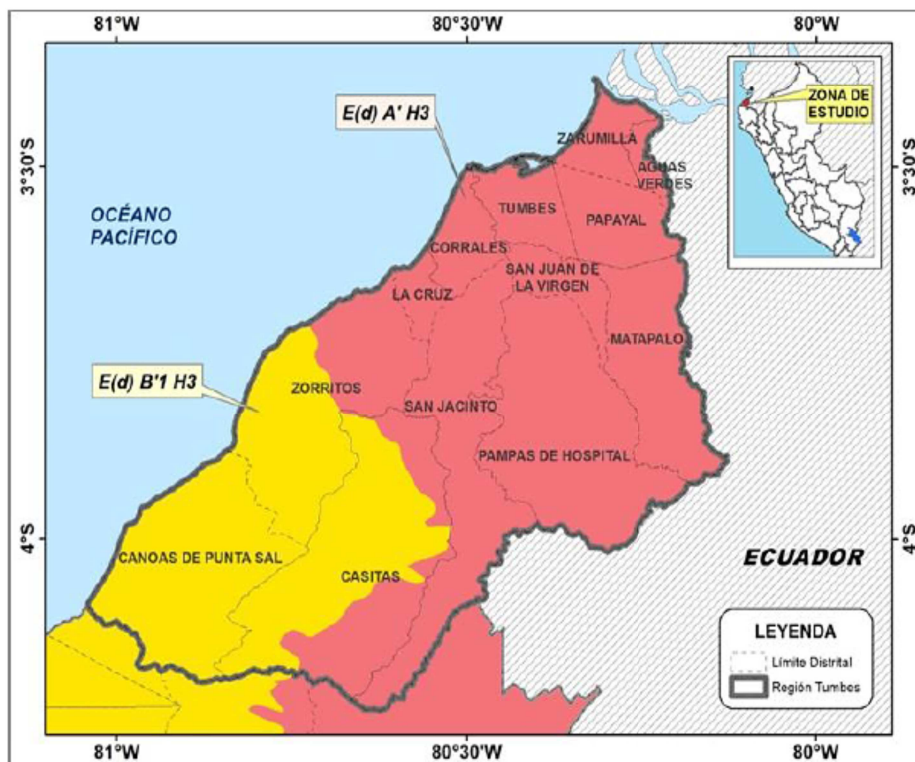 81°W
80°30'W
80°W
E(d) A' H3
ZONA DE
ESTUDIO
ZARUMILLA
3°30'S
3°30'S
AGUAS
VERDES
OCÉANO
PACÍFICO
TUMBES
PAPAYAL
CORRALES
SAN JUAN DE
LA VIRGEN
LA CRUZ
MATAPALO
E(d) B'1 H3
ZORRITOS
SAN JACINTO
PAMPAS DE HOSPITAL
4°S
4°S
CANOAS DE PUNTA SAL
CASITAS
ECUADOR
LEYENDA
Límite Distrital
Región Tumbes
81°W
80°30'W
80°W